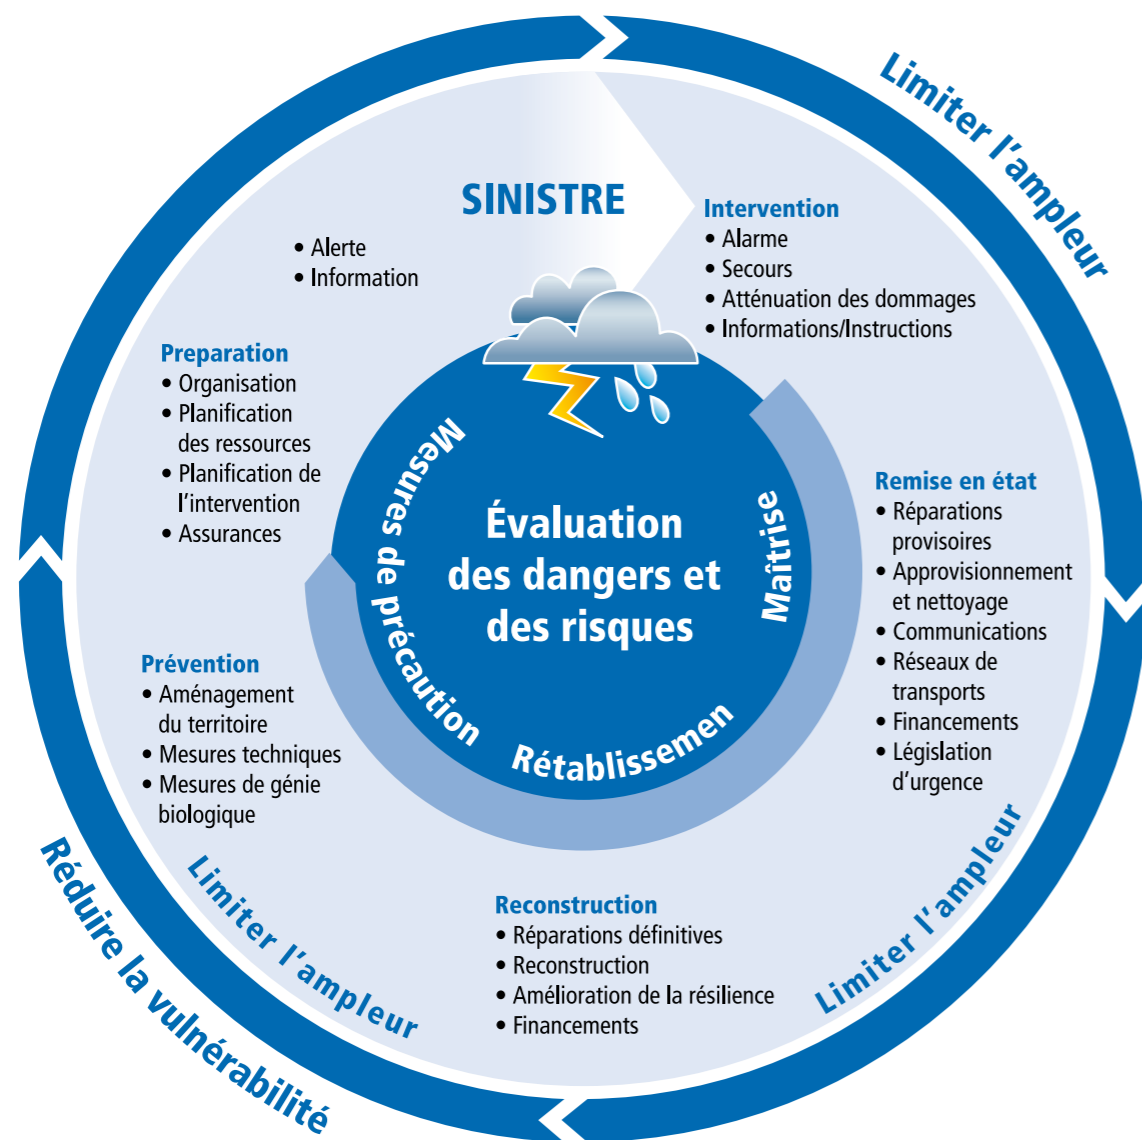 Limiter l'ampleur
SINISTRE
• Alerte
• Information
Intervention
• Alarme
• Secours
• Atténuation des dommages
• Informations/Instructions
Preparation
• Organisation
• Planification
des ressources
• Planification de
l'intervention
• Assurances
Remise en état
• Réparations
provisoires
• Approvisionnement
et nettoyage
• Communications
• Réseaux de
transports
• Financements
• Législation
d'urgence
Mesures de précaution
Maîtrise
Rétablissemen
Évaluation
des dangers et
des risques
Prévention
• Aménagement
du territoire
• Mesures techniques
• Mesures de génie
biologique
Reconstruction
• Réparations définitives
• Reconstruction
• Amélioration de la résilience
• Financements
Limiter l'ampleur
Limiter l'ampleur
Réduire la vulnérabilité